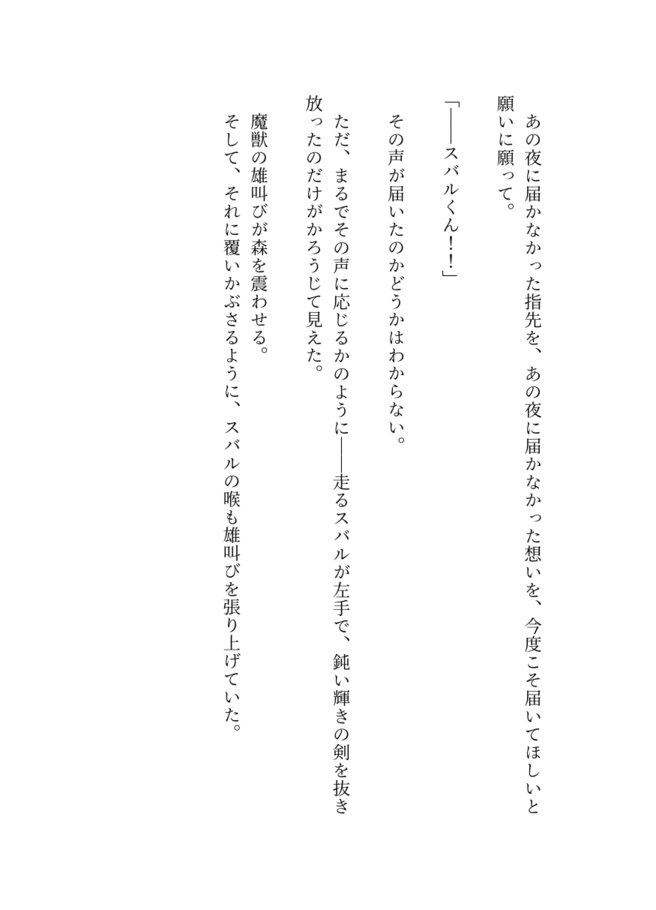 あの夜に届かなかった指先を、あの夜に届かなかった想いを、今度こそ届いてほしいと
願いに願って。
「――スバルくん！！」
その声が届いたのかどうかはわからない。
ただ、まるでその声に応じるかのように――走るスバルが左手で、鈍い輝きの剣を抜き
放ったのだけがかろうじて見えた。
魔獣の雄叫びが森を震わせる。
そして、それに覆いかぶさるように、スバルの喉も雄叫びを張り上げていた。